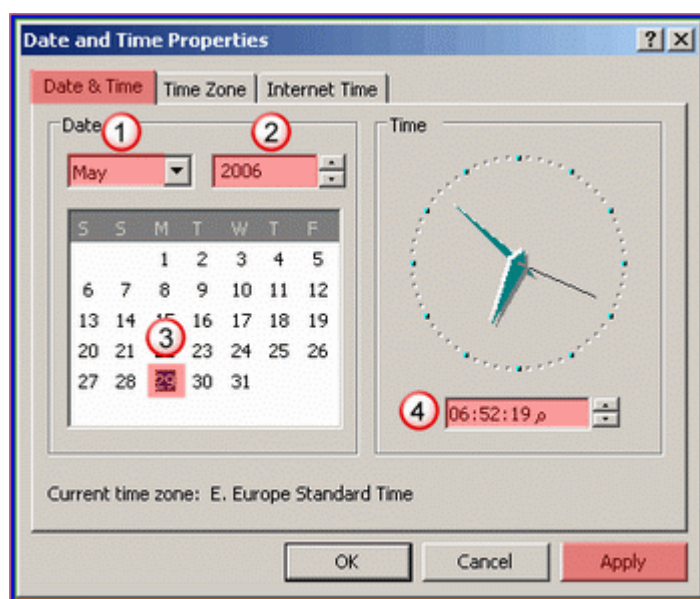 Date and Time Properties
Date & Time Time Zone Internet Time
Date Time
1 2
May 2006
S S M T W T F
1 2 3 4 5
6 7 8 9 10 11 12
13 14 15 16 17 18 19
3
20 21 23 24 25 26
27 28 29 30 31
4 06:52:19 م
Current time zone: E. Europe Standard Time
OK Cancel Apply